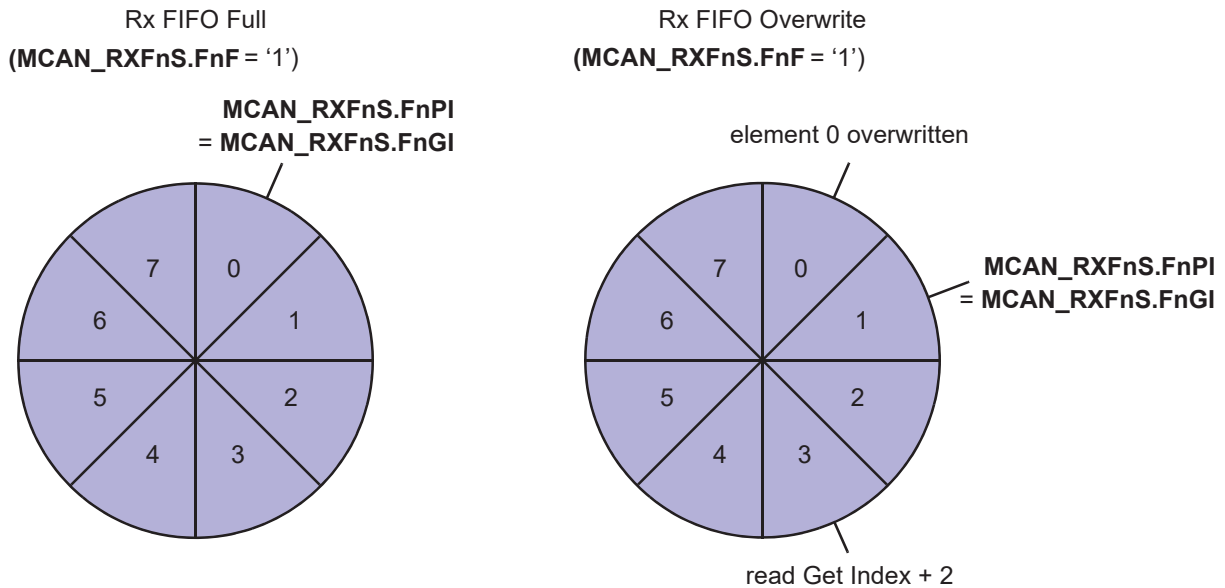 Rx FIFO Full
(MCAN_RXFnS.FnF = ‘1’)
MCAN_RXFnS.FnPI
= MCAN_RXFnS.FnGI
7
0
6
1
5
2
4
3
Rx FIFO Overwrite
(MCAN_RXFnS.FnF = ‘1’)
element 0 overwritten
MCAN_RXFnS.FnPI
= MCAN_RXFnS.FnGI
7
0
6
1
5
2
4
3
read Get Index + 2